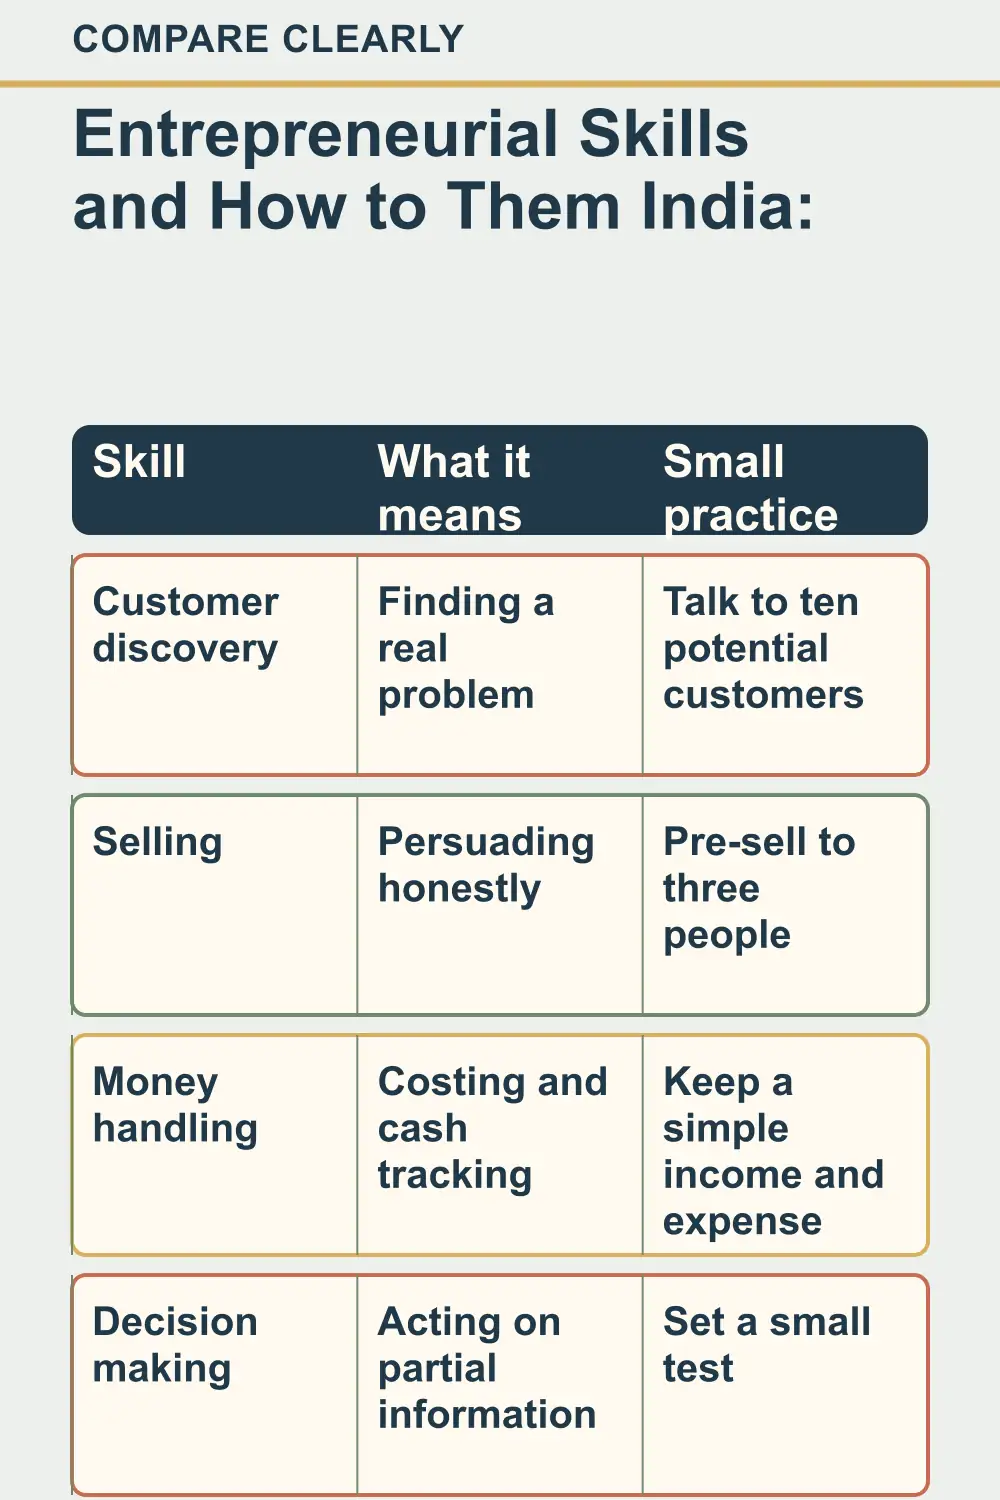 COMPARE CLEARLY
Entrepreneurial Skills
and How to Them India:
Skill
What it
means
Small
practice
Customer
discovery
Finding a
real
problem
Talk to ten
potential
customers
Selling
Persuading
honestly
Pre-sell to
three
people
Money
handling
Costing and
cash
tracking
Keep a
simple
income and
expense
Decision
making
Acting on
partial
information
Set a small
test